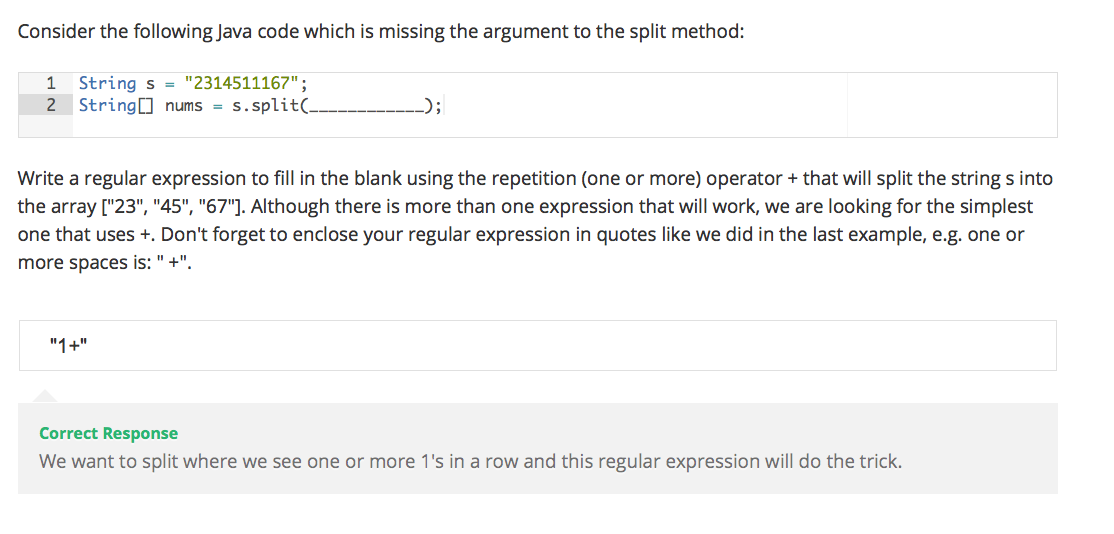 Consider the following Java code which is missing the argument to the split method:
1 String s = "2314511167";
2 String[] nums = s.split(____________);
Write a regular expression to fill in the blank using the repetition (one or more) operator + that will split the string s into
the array ["23", "45", "67"]. Although there is more than one expression that will work, we are looking for the simplest
one that uses +. Don't forget to enclose your regular expression in quotes like we did in the last example, e.g. one or
more spaces is: " +".
"1+"
Correct Response
We want to split where we see one or more 1's in a row and this regular expression will do the trick.